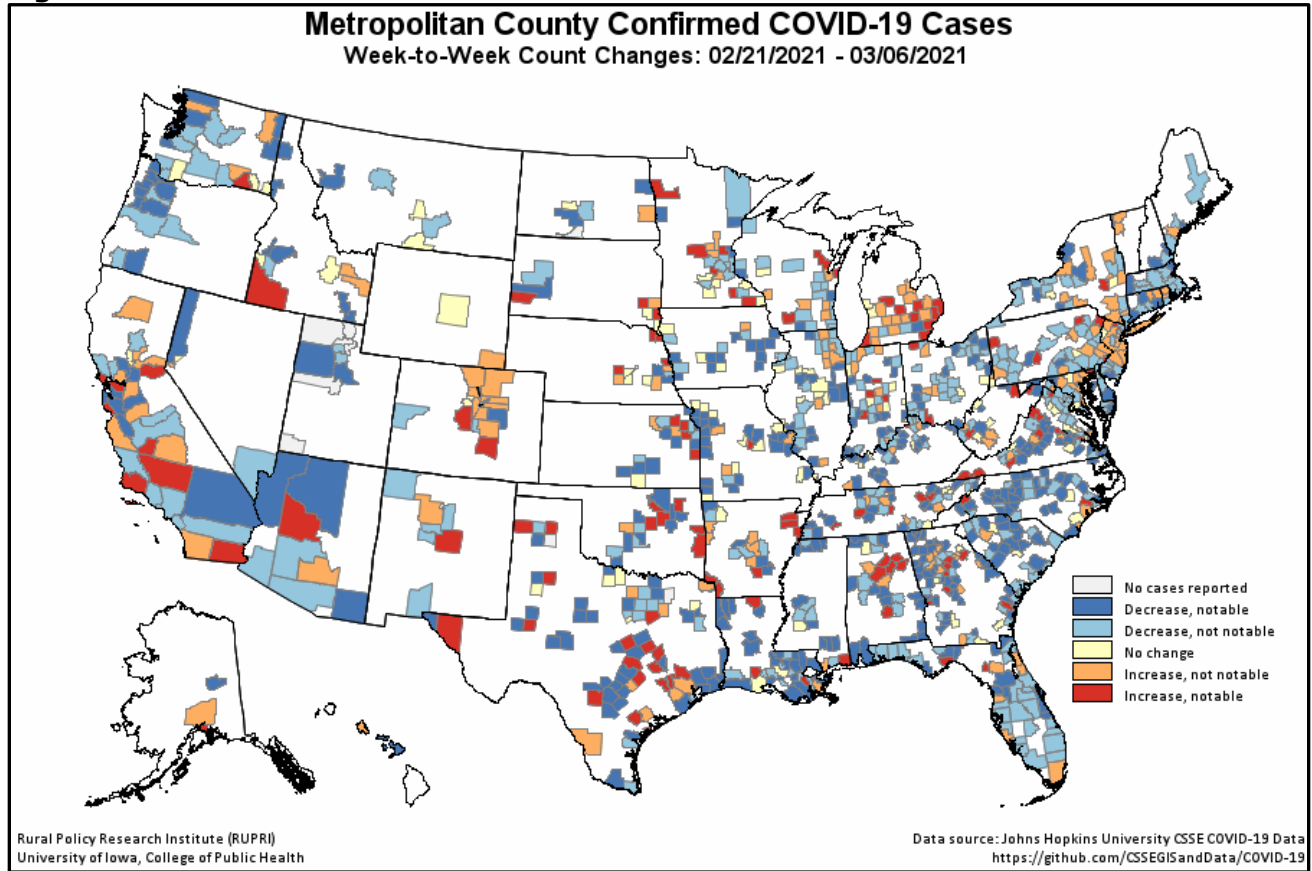 Metropolitan County Confirmed COVID-19 Cases
Week-to-Week Count Changes: 02/21/2021 - 03/06/2021
No cases reported
Decrease, notable
Decrease, not notable
No change
Increase, not notable
Increase, notable
Rural Policy Research Institute (RUPRI)
University of Iowa, College of Public Health
Data source: Johns Hopkins University CSSE COVID-19 Data
https://github.com/CSSEGISandData/COVID-19